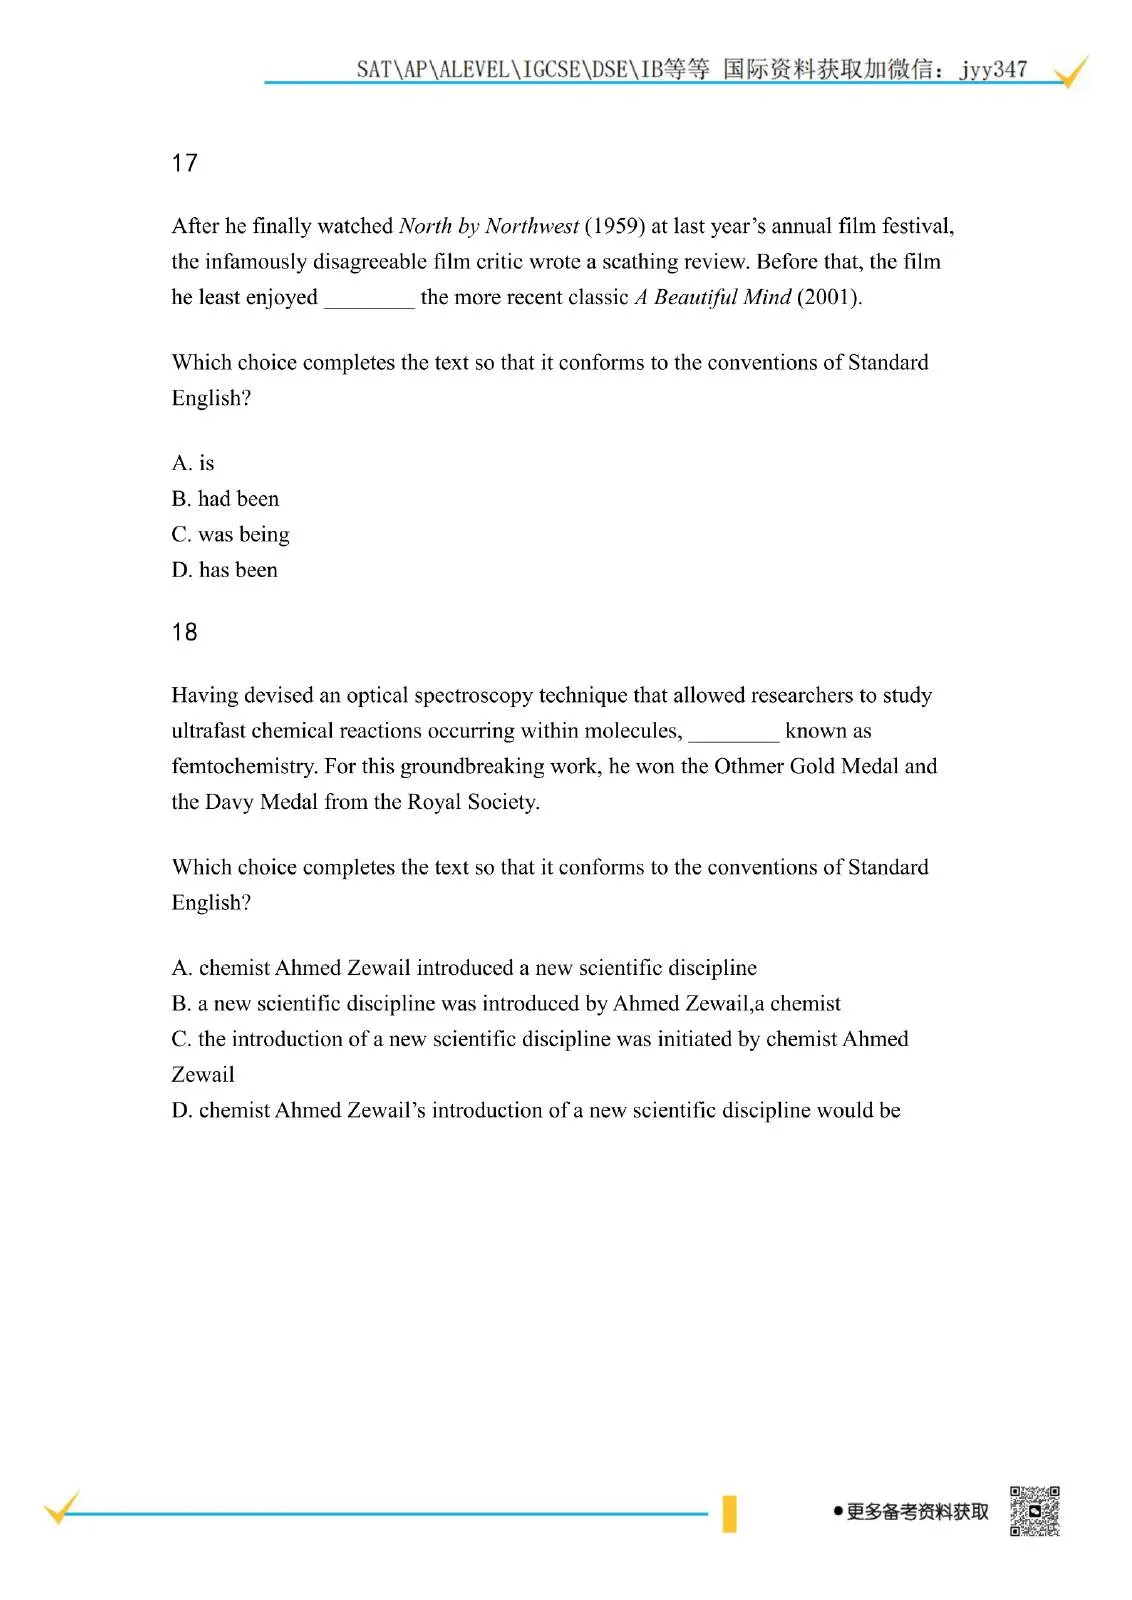 SAT\AP\ALEVEL\IGCSE\DSE\IB等等 国际资料获取加微信：jyy347
17
After he finally watched North by Northwest (1959) at last year’s annual film festival,
the infamously disagreeable film critic wrote a scathing review. Before that, the film
he least enjoyed ________ the more recent classic A Beautiful Mind (2001).
Which choice completes the text so that it conforms to the conventions of Standard
English?
A. is
B. had been
C. was being
D. has been
18
Having devised an optical spectroscopy technique that allowed researchers to study
ultrafast chemical reactions occurring within molecules, ________ known as
femtochemistry. For this groundbreaking work, he won the Othmer Gold Medal and
the Davy Medal from the Royal Society.
Which choice completes the text so that it conforms to the conventions of Standard
English?
A. chemist Ahmed Zewail introduced a new scientific discipline
B. a new scientific discipline was introduced by Ahmed Zewail,a chemist
C. the introduction of a new scientific discipline was initiated by chemist Ahmed
Zewail
D. chemist Ahmed Zewail’s introduction of a new scientific discipline would be
●更多备考资料获取